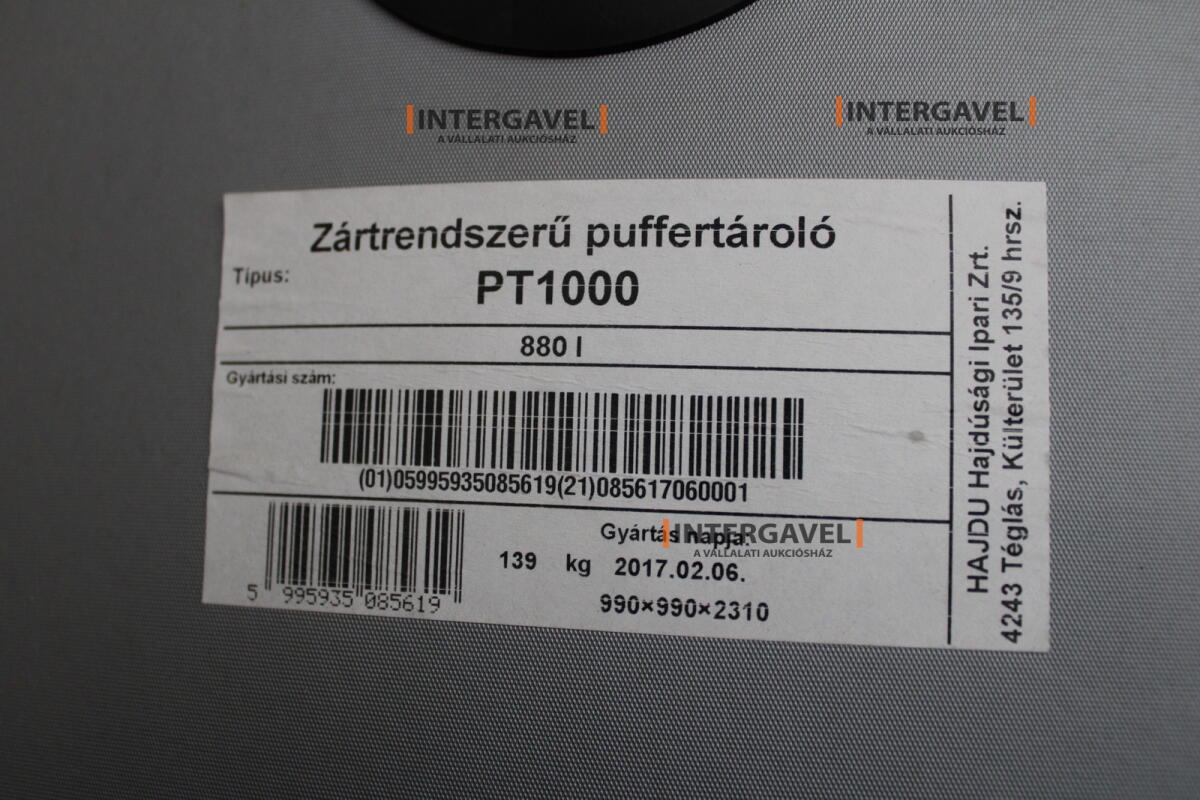 INTERGAVEL
A VÁLLALATI AUKCIÓSHÁZ
INTERGAVEL
A VÁLLALATI AUKCIÓSHÁZ
Zártrendszerű puffertároló
Típus:
PT1000
880 l
Gyártási szám:
(01)05995935085619(21)085617060001
5 995935 085619
139 kg
Gyártás napja:
2017.02.06.
990×990×2310
INTERGAVEL
A VÁLLALATI AUKCIÓSHÁZ
HAJDU Hajdúsági Ipari Zrt.
4243 Téglás, Külterület 135/9 hrsz.